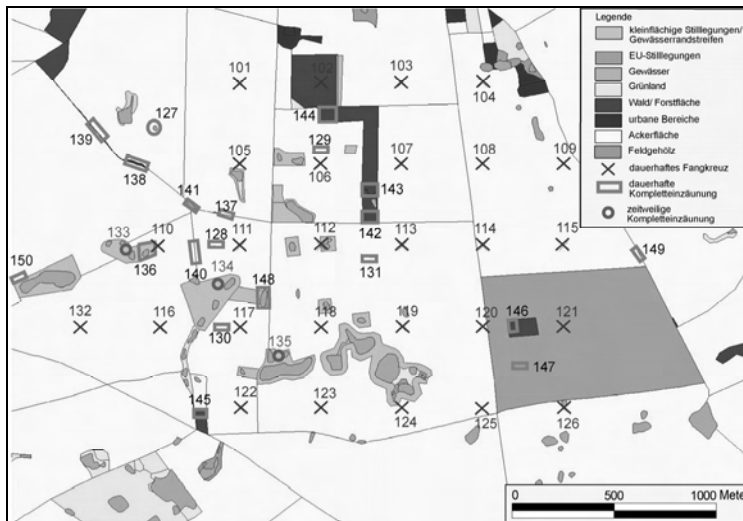 Legende
kleinflächige Stilllegungen/
Gewässerrandstreifen
EU-Stilllegungen
Gewässer
Grünland
Wald/ Forstfläche
urbane Bereiche
Ackerfläche
Feldgehölz
dauerhaftes Fangkreuz
dauerhafte
Kompletteinzäunung
zeitweilige
Kompletteinzäunung
101 102 103 104
127 144
139 129
138 105 106 107 108 109
141 137 143
133 110 128 111 112 142 113 114 115
150 136 140 134 148 131 149
132 116 130 117 118 119 120 146 121
135 147
145 122 123 124 125 126
0 500 1000 Mete